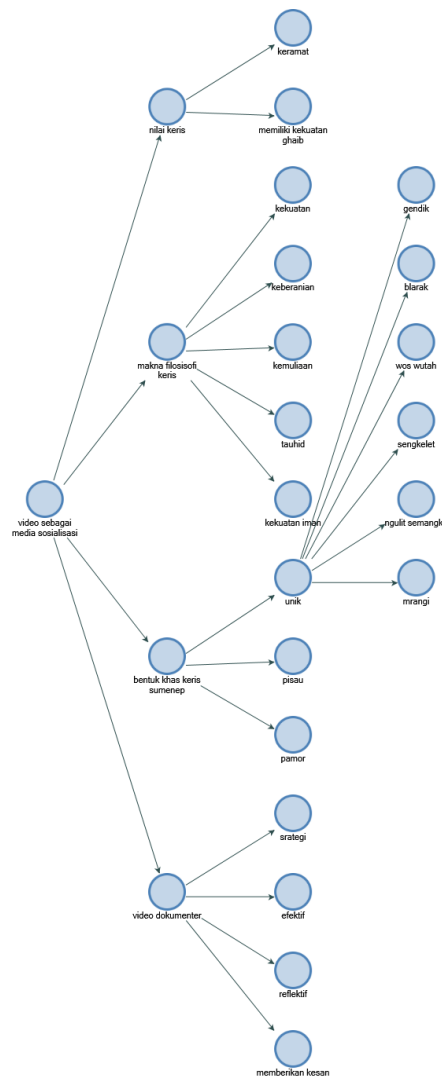 keramat
nilai keris
memiliki kekuatan
ghaib
kekuatan
gendik
keberanian
blarak
makna filosisofi
keris
kemuliaan
wos wutah
tauhid
sengkelet
video sebagai
media sosialisasi
kekuatan iman
ngulit semangk
unik
mrangi
bentuk khas keris
sumenep
pisau
pamor
srategi
video dokumenter
efektif
reflektif
memberikan kesan